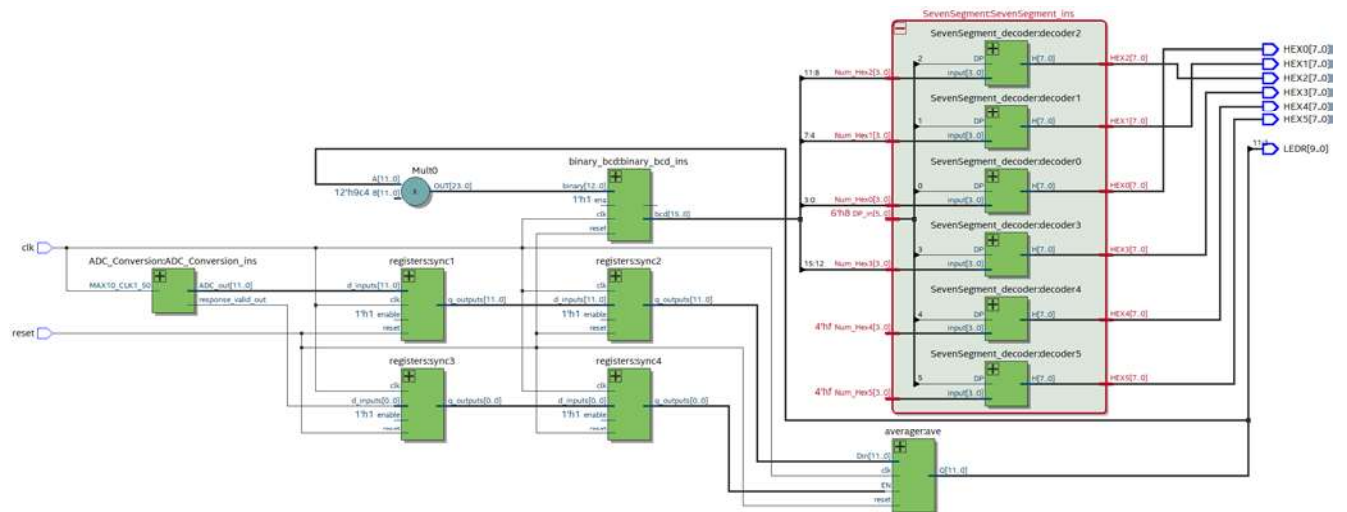 SevenSegment:SevenSegment_ins
SevenSegment_decoder:decoder2
2
DP
H[7..0]
input[3..0]
11:8
Num_Hex2[3..0]
HEX2[7..0]
SevenSegment_decoder:decoder1
1
DP
H[7..0]
input[3..0]
7:4
Num_Hex1[3..0]
HEX1[7..0]
SevenSegment_decoder:decoder0
0
DP
H[7..0]
input[3..0]
3:0
Num_Hex0[3..0]
6'h8 DP_in[5..0]
HEX0[7..0]
SevenSegment_decoder:decoder3
3
DP
H[7..0]
input[3..0]
15:12
Num_Hex3[3..0]
HEX3[7..0]
SevenSegment_decoder:decoder4
4
DP
H[7..0]
input[3..0]
4'hf Num_Hex4[3..0]
HEX4[7..0]
SevenSegment_decoder:decoder5
5
DP
H[7..0]
input[3..0]
4'hf Num_Hex5[3..0]
HEX5[7..0]
HEX0[7..0]
HEX1[7..0]
HEX2[7..0]
HEX3[7..0]
HEX4[7..0]
HEX5[7..0]
LEDR[9..0]
Mult0
A[11..0]
12'h9c4 B[11..0]
x
OUT[23..0]
binary_bcd:binary_bcd_ins
binary[12..0]
1'h1 ena
clk
reset
bcd[15..0]
clk
reset
ADC_Conversion:ADC_Conversion_ins
MAX10_CLK1_50
ADC_out[11..0]
response_valid_out
registers:sync1
d_inputs[11..0]
clk
1'h1 enable
reset
q_outputs[11..0]
registers:sync2
d_inputs[11..0]
clk
1'h1 enable
reset
q_outputs[11..0]
registers:sync3
clk
d_inputs[0..0]
1'h1 enable
reset
q_outputs[0..0]
registers:sync4
clk
d_inputs[0..0]
1'h1 enable
reset
q_outputs[0..0]
averager:ave
Din[11..0]
clk
EN
reset
Q[11..0]